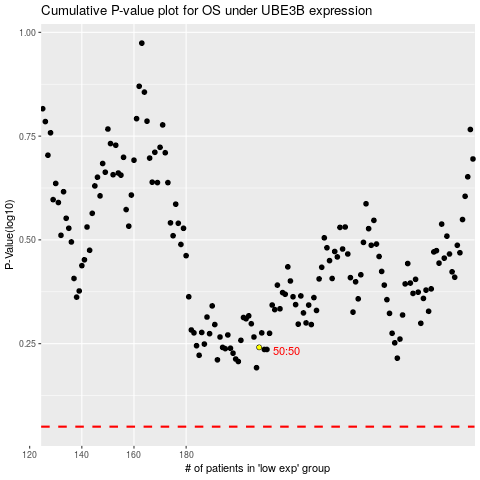 Cumulative P-value plot for OS under UBE3B expression
1.00
0.75
0.50
0.25
P-Value(log10)
50:50
120 140 160 180
# of patients in 'low exp' group